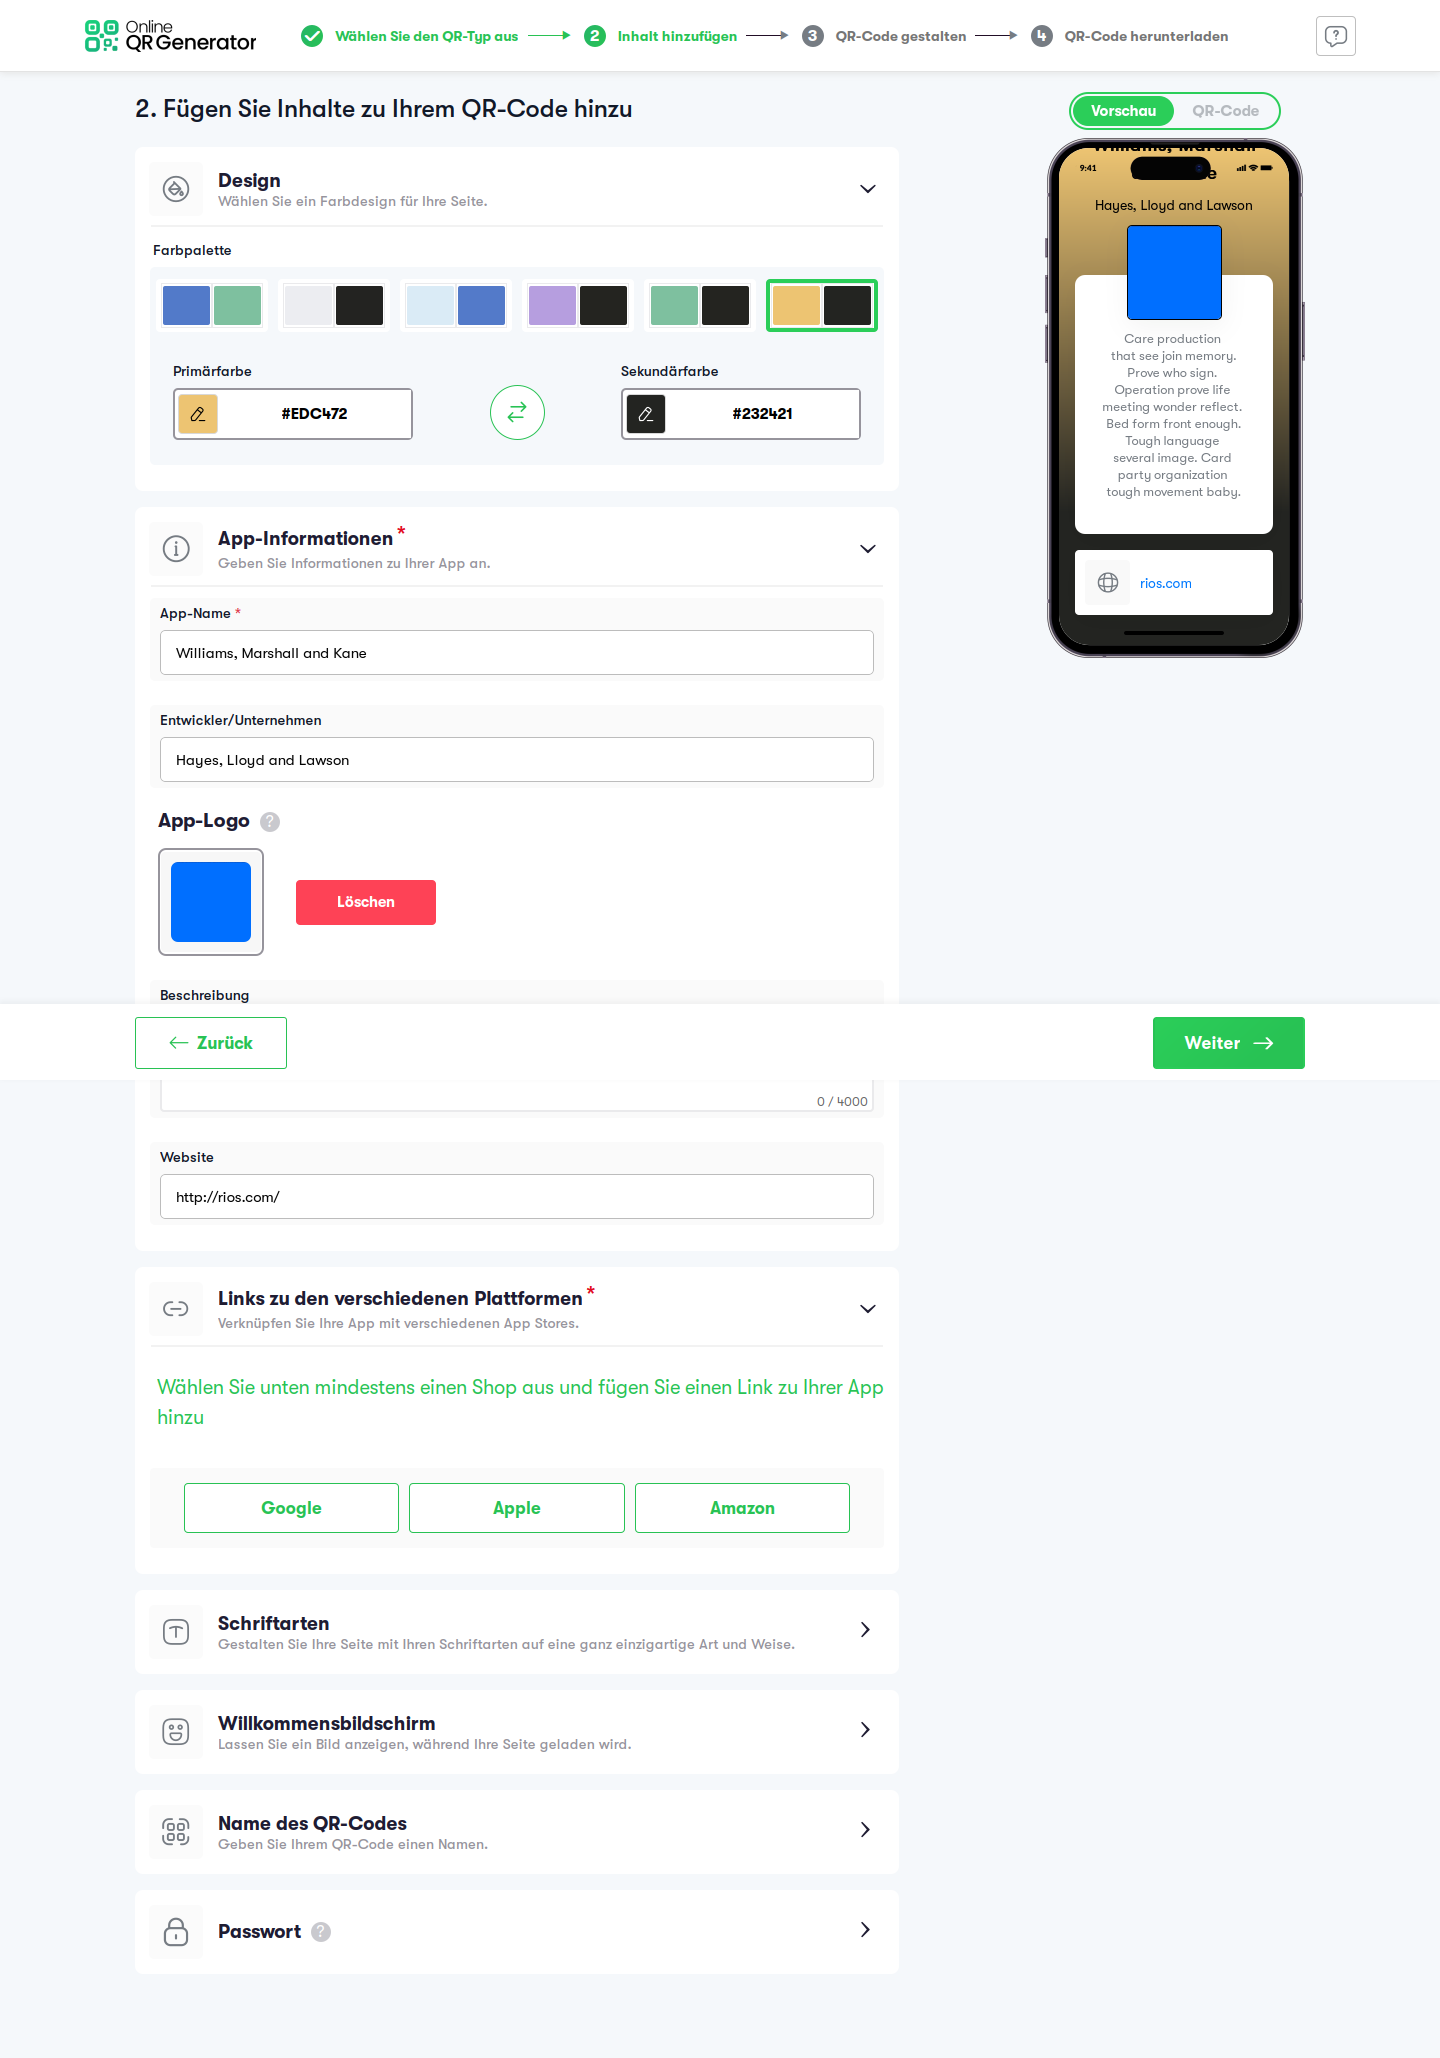 Online
QR Generator
Wählen Sie den QR-Typ aus
2 Inhalt hinzufügen
3 QR-Code gestalten
4 QR-Code herunterladen
2. Fügen Sie Inhalte zu Ihrem QR-Code hinzu
Design
Wählen Sie ein Farbdesign für Ihre Seite.
Farbpalette
Primärfarbe
Sekundärfarbe
#EDC472
#232421
App-Informationen *
Geben Sie Informationen zu Ihrer App an.
App-Name *
Williams, Marshall and Kane
Entwickler/Unternehmen
Hayes, Lloyd and Lawson
App-Logo ?
Löschen
Beschreibung
Zurück
Weiter
0 / 4000
Website
http://rios.com/
Links zu den verschiedenen Plattformen *
Verknüpfen Sie Ihre App mit verschiedenen App Stores.
Wählen Sie unten mindestens einen Shop aus und fügen Sie einen Link zu Ihrer App
hinzu
Google
Apple
Amazon
Schriftarten
Gestalten Sie Ihre Seite mit Ihren Schriftarten auf eine ganz einzigartige Art und Weise.
Willkommensbildschirm
Lassen Sie ein Bild anzeigen, während Ihre Seite geladen wird.
Name des QR-Codes
Geben Sie Ihrem QR-Code einen Namen.
Passwort ?
Vorschau
QR-Code
Williams, Marshall
9:41
Hayes, Lloyd and Lawson
Care production
that see join memory.
Prove who sign.
Operation prove life
meeting wonder reflect.
Bed form front enough.
Tough language
several image. Card
party organization
tough movement baby.
rios.com